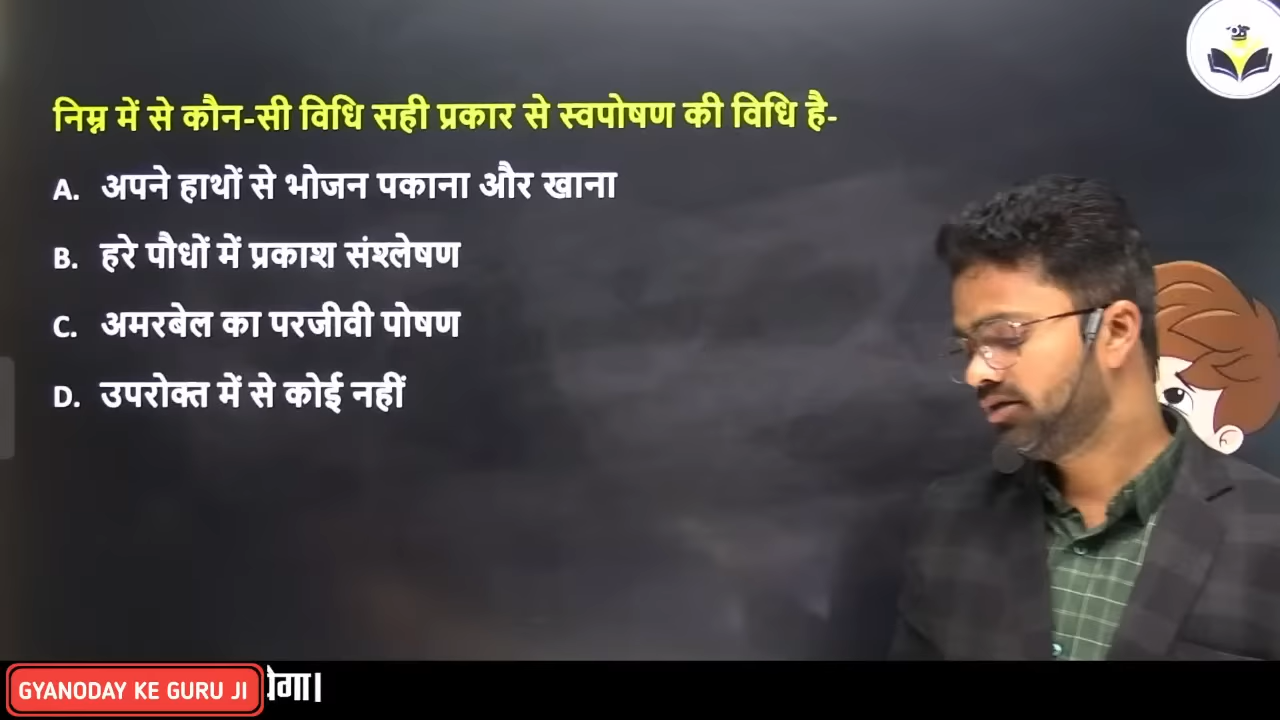 निम्न में से कौन-सी विधि सही प्रकार से स्वपोषण की विधि है-
A. अपने हाथों से भोजन पकाना और खाना
B. हरे पौधों में प्रकाश संश्लेषण
C. अमरबेल का परजीवी पोषण
D. उपरोक्त में से कोई नहीं
GYANODAY KE GURU JI